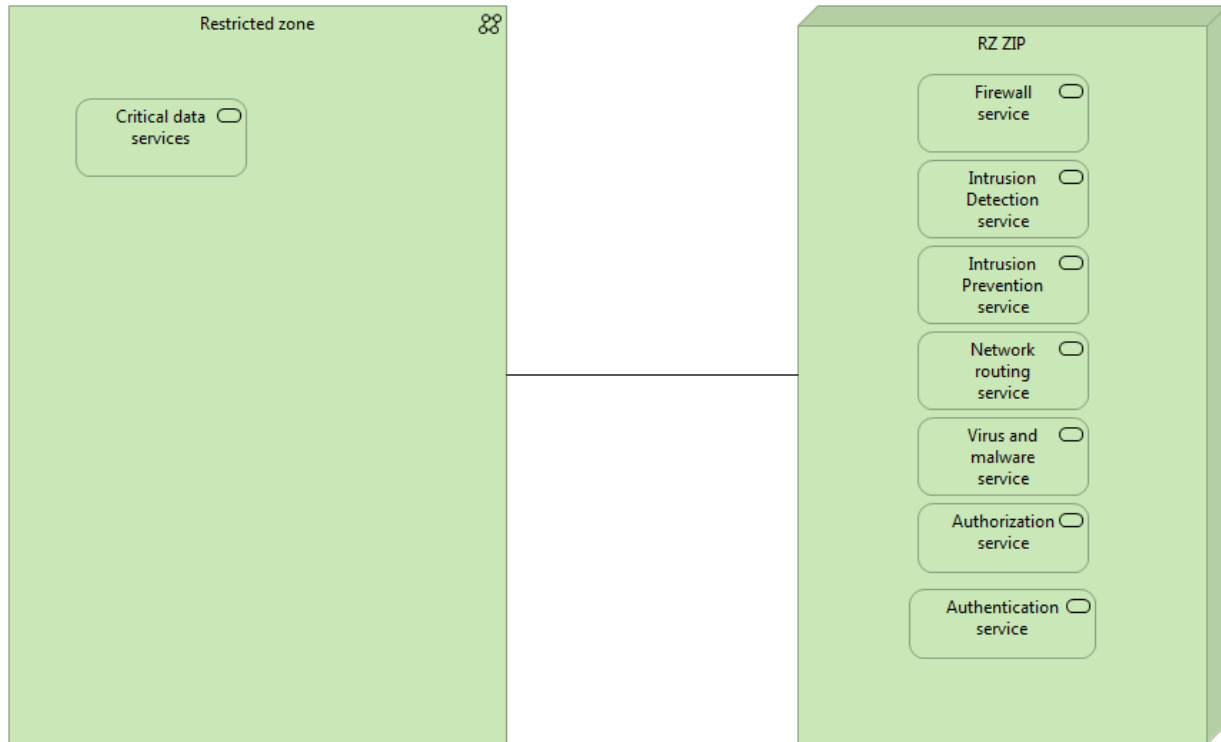 Restricted zone
Critical data
services
RZ ZIP
Firewall
service
Intrusion
Detection
service
Intrusion
Prevention
service
Network
routing
service
Virus and
malware
service
Authorization
service
Authentication
service